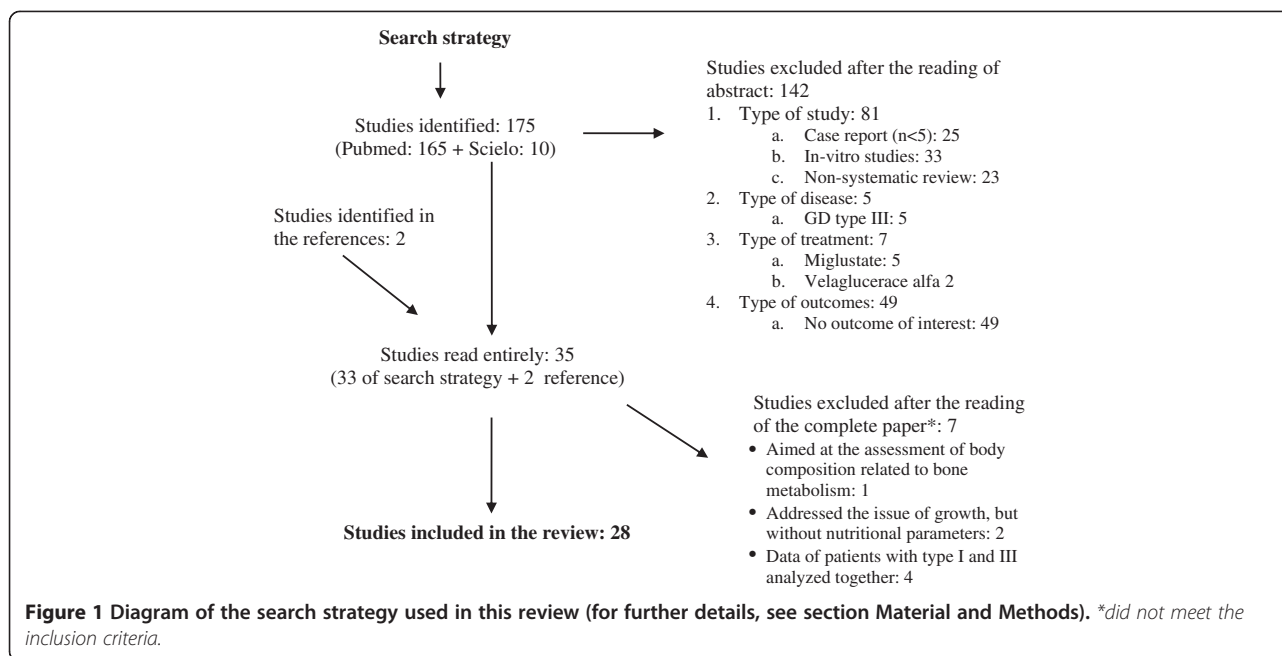 Search strategy
Studies identified: 175
(Pubmed: 165 + Scielo: 10)
Studies excluded after the reading of
abstract: 142
1. Type of study: 81
a. Case report (n<5): 25
b. In-vitro studies: 33
c. Non-systematic review: 23
2. Type of disease: 5
a. GD type III: 5
3. Type of treatment: 7
a. Miglustate: 5
b. Velaglucerace alfa 2
4. Type of outcomes: 49
a. No outcome of interest: 49
Studies identified in
the references: 2
Studies read entirely: 35
(33 of search strategy + 2 reference)
Studies excluded after the reading
of the complete paper*: 7
• Aimed at the assessment of body
composition related to bone
metabolism: 1
• Addressed the issue of growth, but
without nutritional parameters: 2
• Data of patients with type I and III
analyzed together: 4
Studies included in the review: 28
Figure 1 Diagram of the search strategy used in this review (for further details, see section Material and Methods). *did not meet the
inclusion criteria.